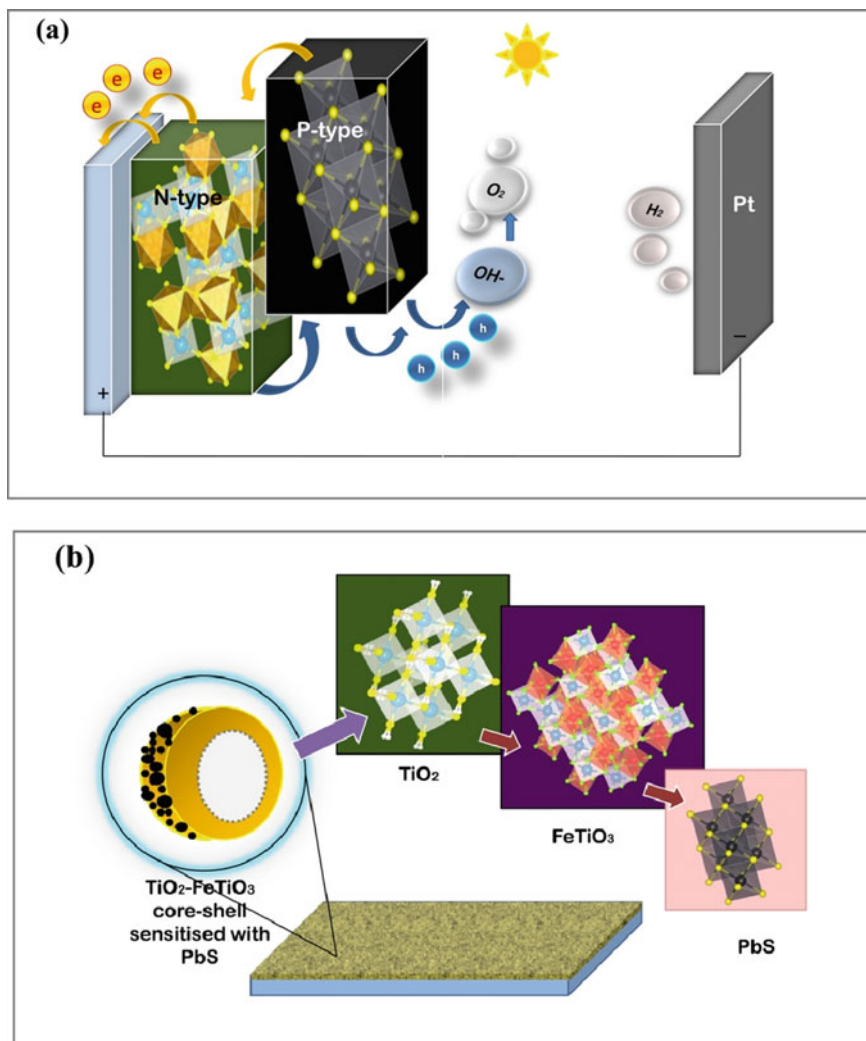 (a)
e
e
e
P-type
N-type
O₂
H₂
Pt
OH-
h
h
h
+
–
(b)
TiO₂
FeTiO₃
TiO₂-FeTiO₃
core-shell
sensitised with
PbS
PbS